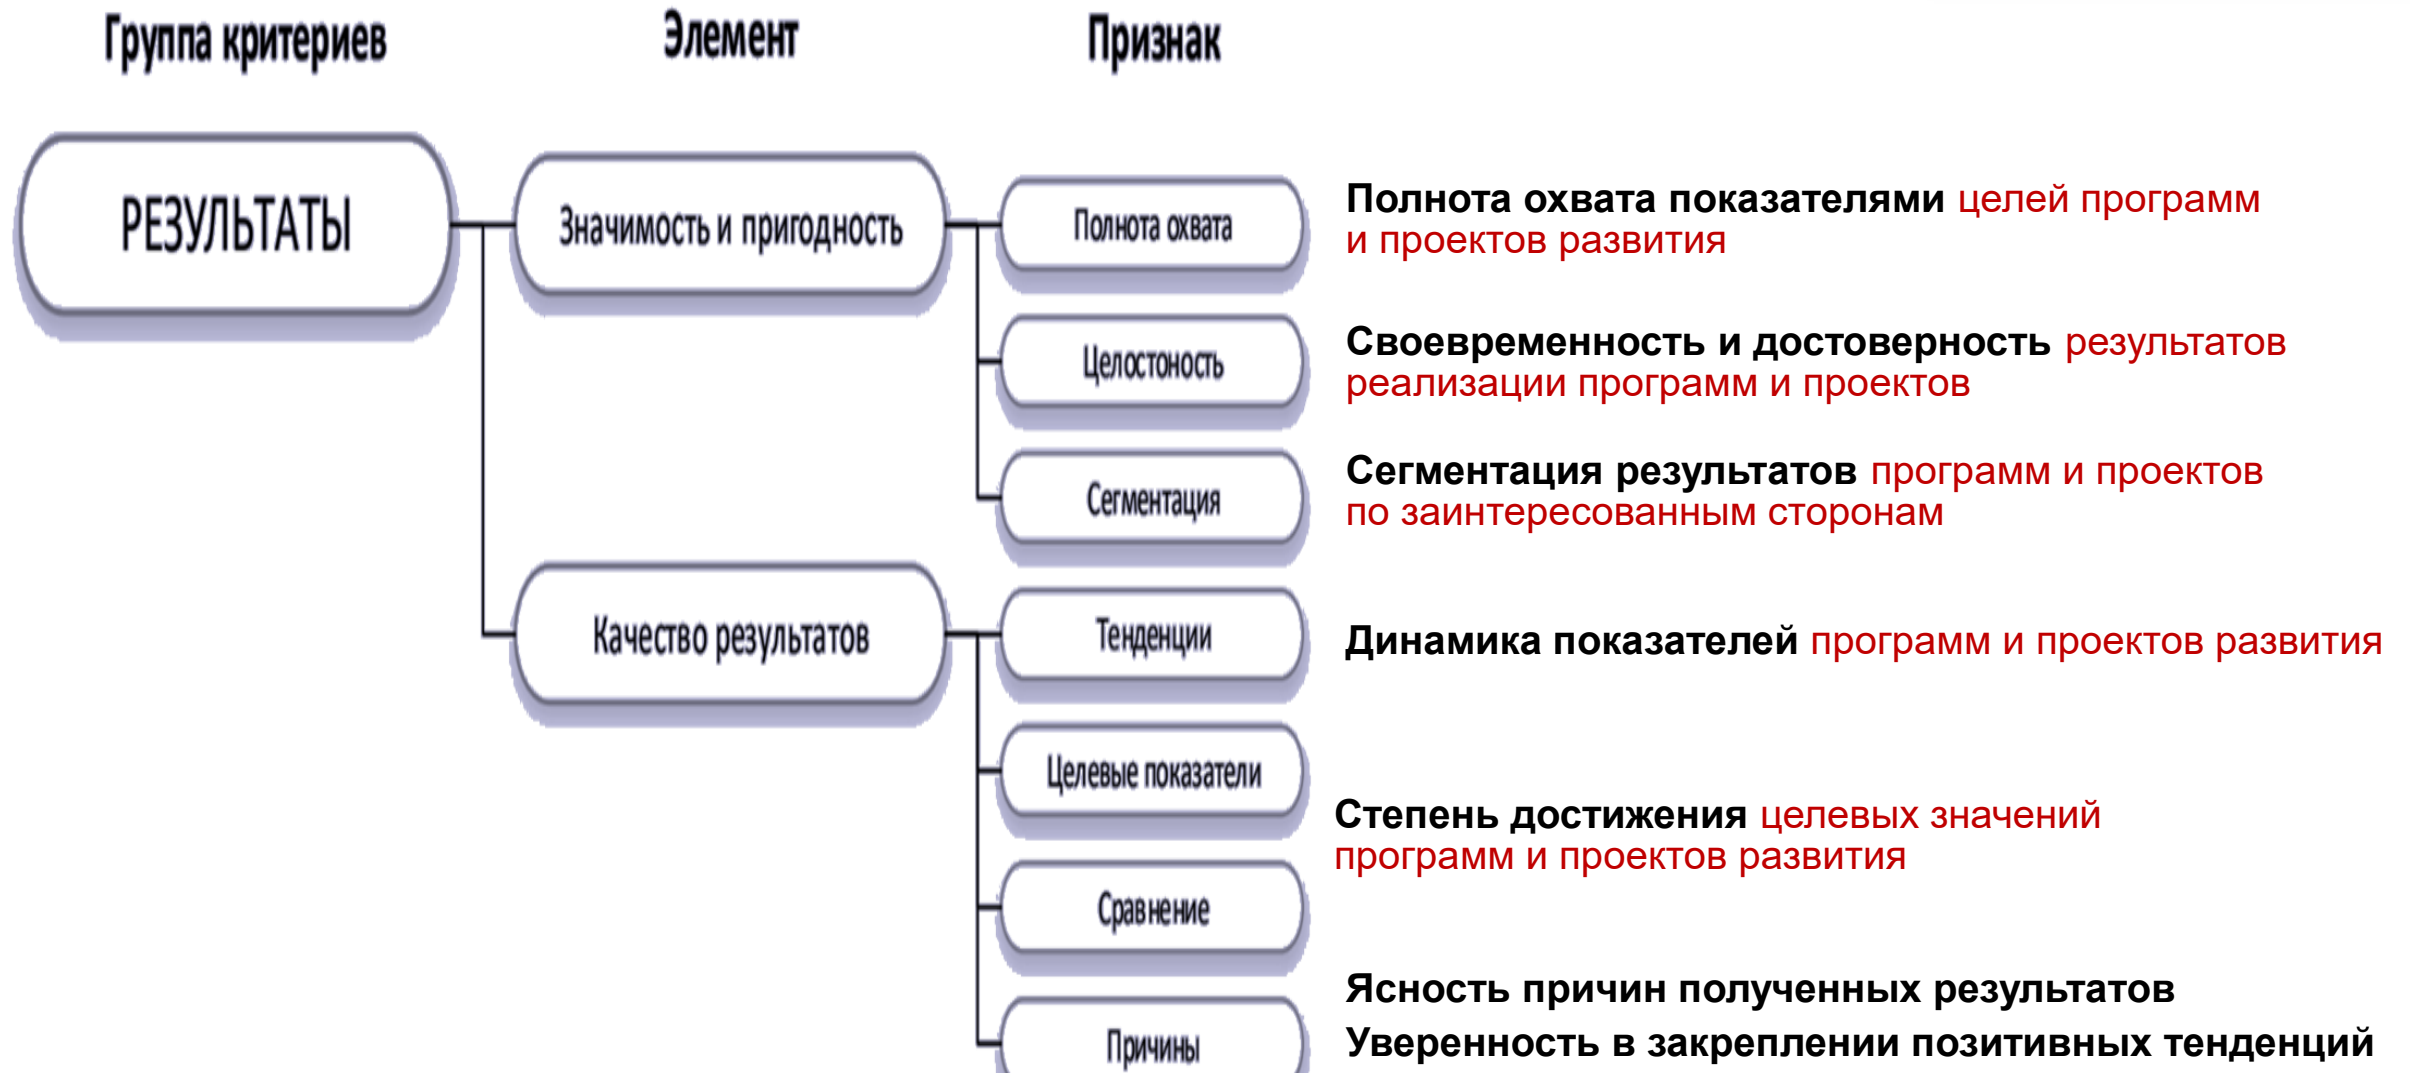 Группа критериев
Элемент
Признак
РЕЗУЛЬТАТЫ
Значимость и пригодность
Полнота охвата
Полнота охвата показателями целей программ
и проектов развития
Целостоность
Своевременность и достоверность результатов
реализации программ и проектов
Сегментация
Сегментация результатов программ и проектов
по заинтересованным сторонам
Качество результатов
Тенденции
Динамика показателей программ и проектов развития
Целевые показатели
Степень достижения целевых значений
программ и проектов развития
Сравнение
Причины
Ясность причин полученных результатов
Уверенность в закреплении позитивных тенденций